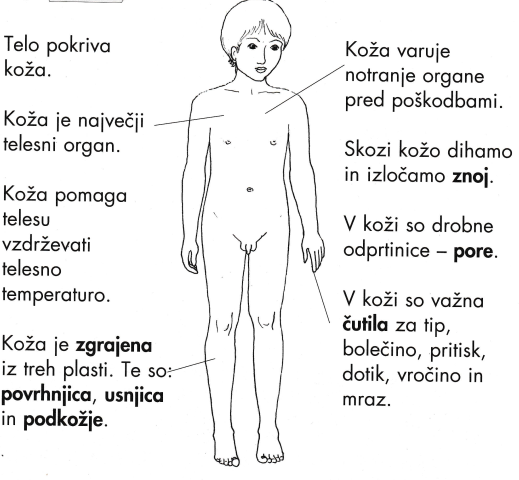 Telo pokriva
koža.
Koža je največji
telesni organ.
Koža pomaga
telesu
vzdrževati
telesno
temperaturo.
Koža je zgrajena
iz treh plasti. Te so:
povrhnjica, usnjica
in podkožje.
Koža varuje
notranje organe
pred poškodbami.
Skozi kožo dihamo
in izločamo znoj.
V koži so drobne
odprtinice – pore.
V koži so važna
čutila za tip,
bolečino, pritisk,
dotik, vročino in
mraz.